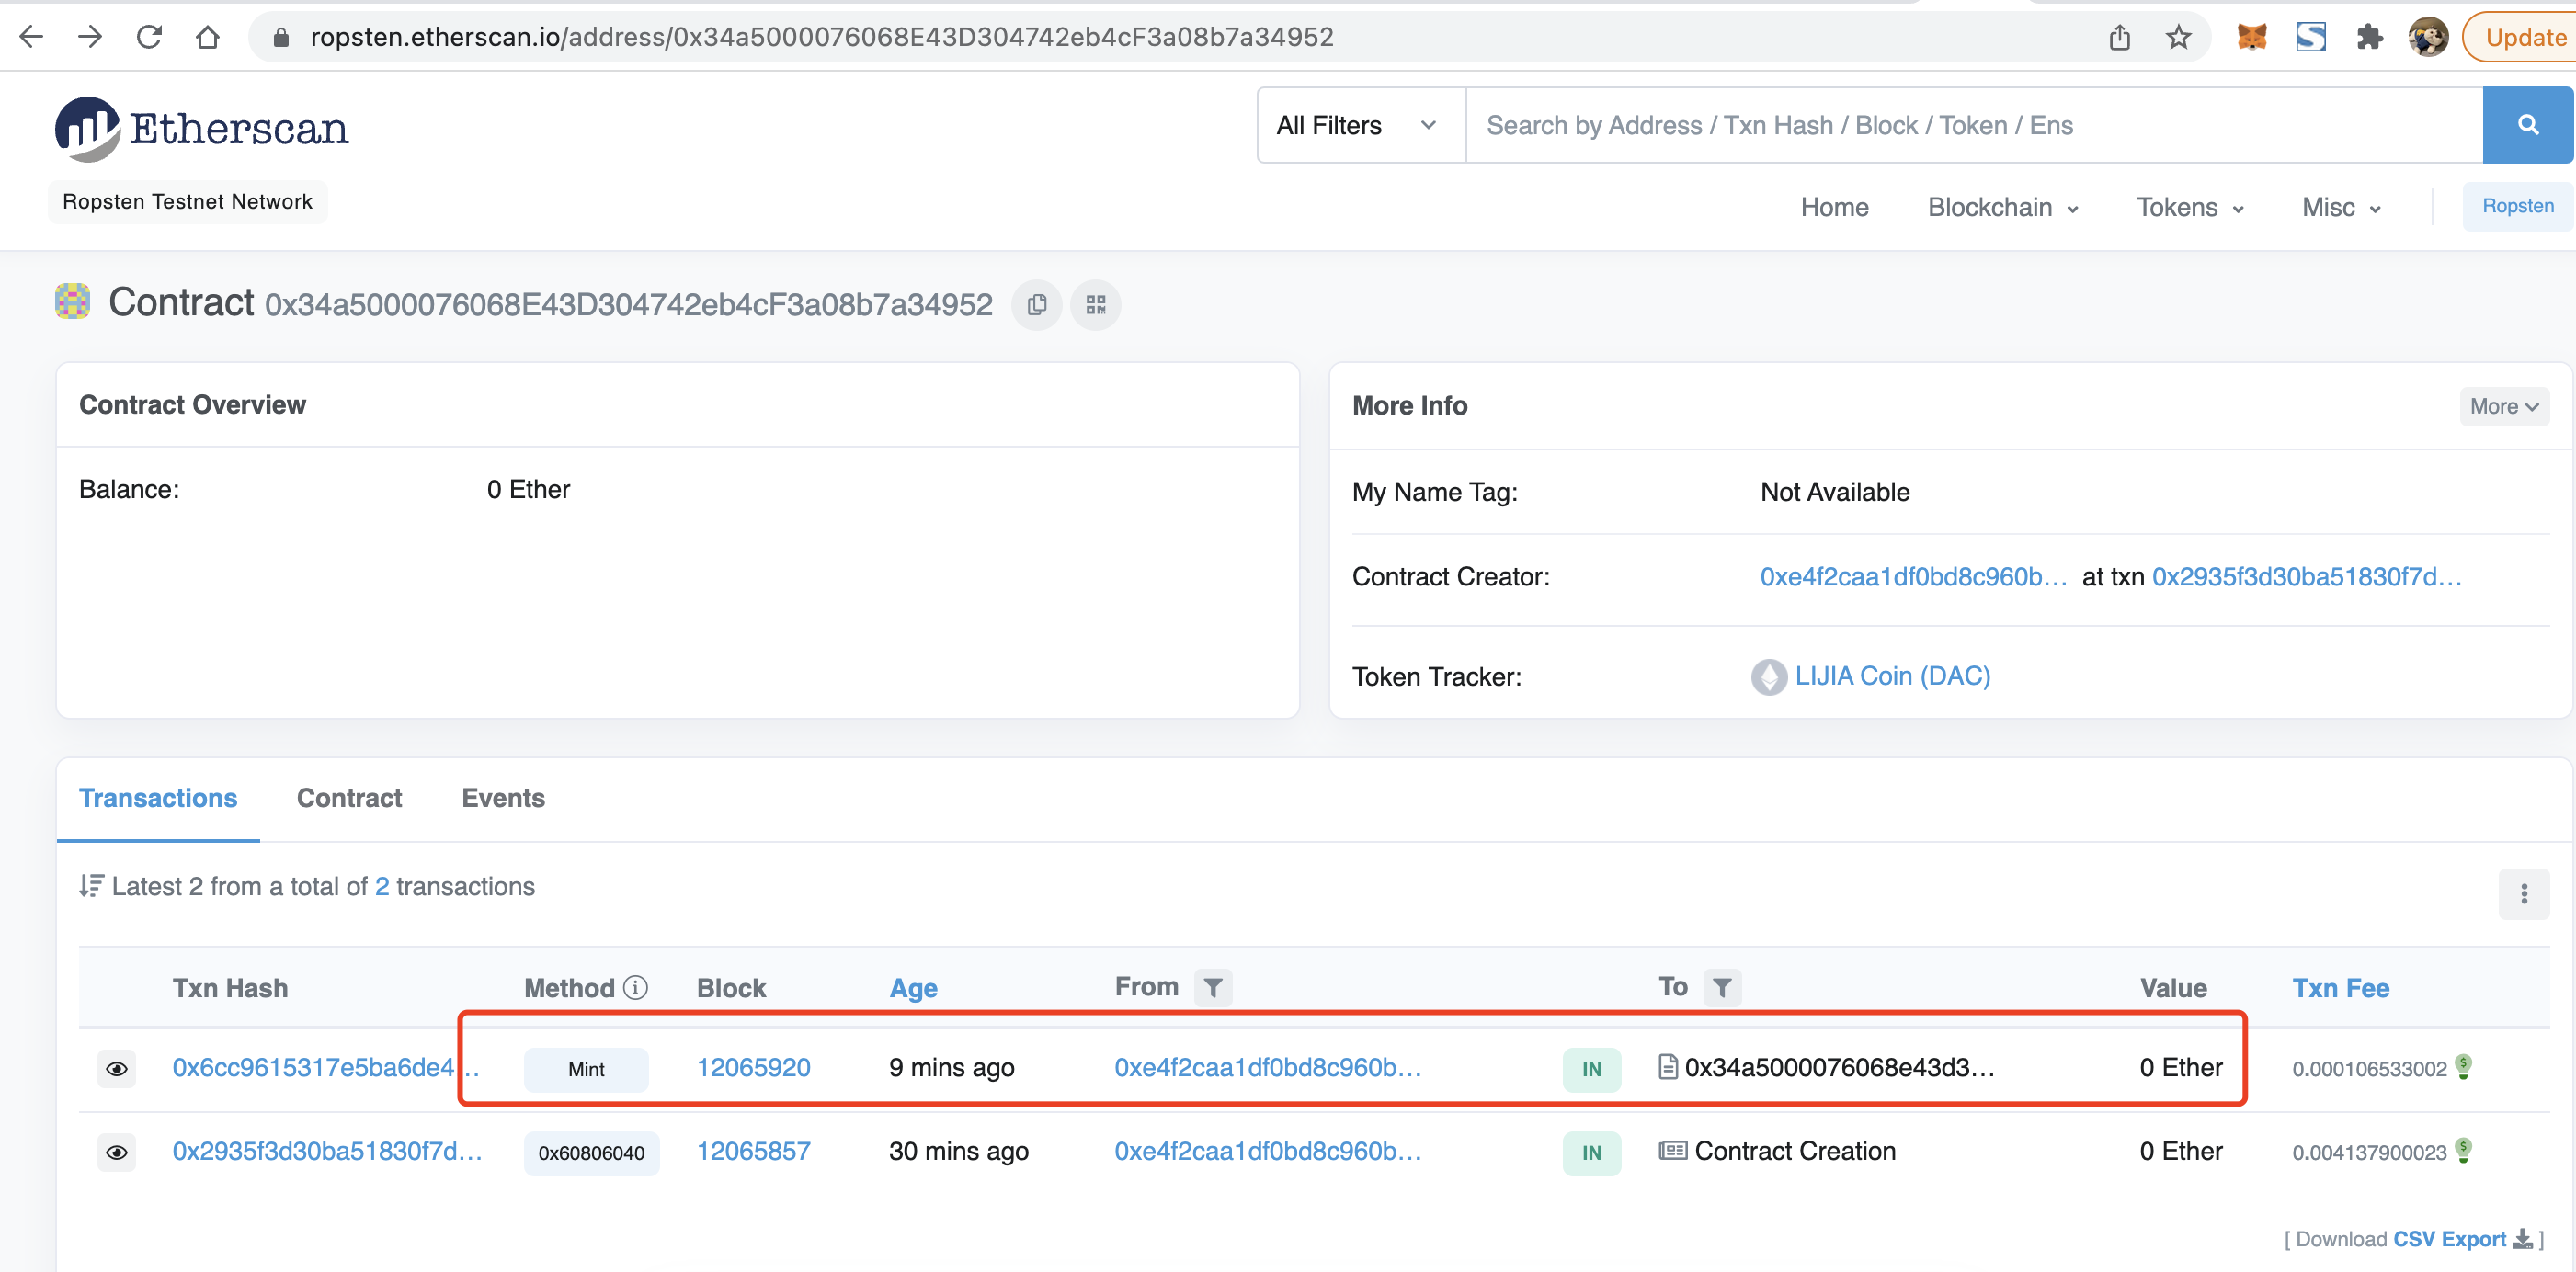 ropsten.etherscan.io/address/0x34a5000076068E43D304742eb4cF3a08b7a34952
Update
Etherscan
All Filters
Search by Address / Txn Hash / Block / Token / Ens
Ropsten Testnet Network
Home Blockchain Tokens Misc Ropsten
Contract 0x34a5000076068E43D304742eb4cF3a08b7a34952
Contract Overview
Balance: 0 Ether
More Info More
My Name Tag: Not Available
Contract Creator: 0xe4f2caa1df0bd8c960b... at txn 0x2935f3d30ba51830f7d...
Token Tracker: LIJIA Coin (DAC)
Transactions Contract Events
Latest 2 from a total of 2 transactions
Txn Hash Method Block Age From To Value Txn Fee
0x6cc9615317e5ba6de4... Mint 12065920 9 mins ago 0xe4f2caa1df0bd8c960b... IN 0x34a5000076068e43d3... 0 Ether 0.000106533002
0x2935f3d30ba51830f7d... 0x60806040 12065857 30 mins ago 0xe4f2caa1df0bd8c960b... IN Contract Creation 0 Ether 0.004137900023
[ Download CSV Export ]